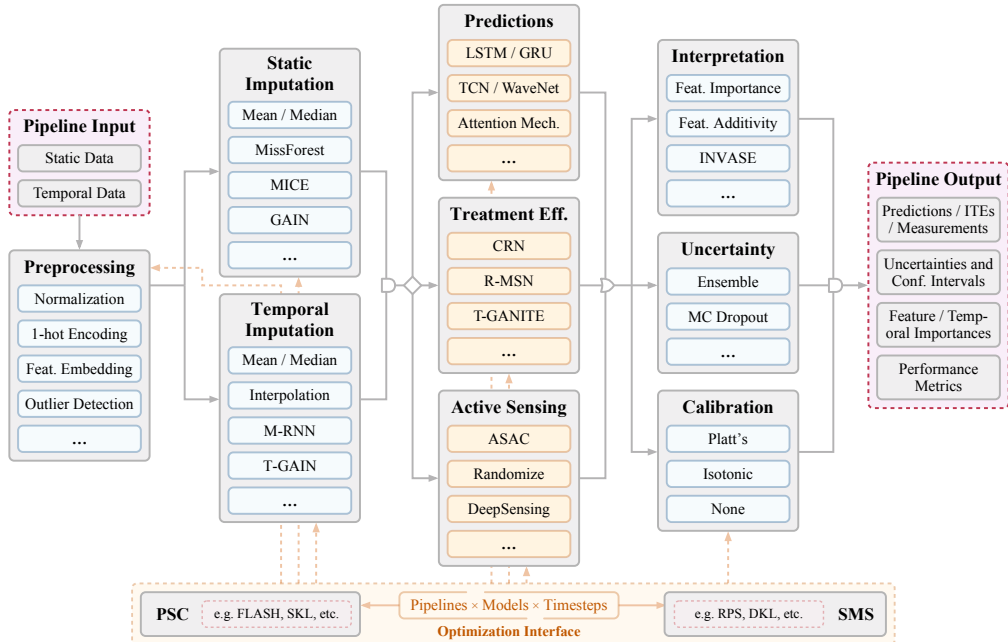 Pipeline Input
Static Data
Temporal Data
Preprocessing
Normalization
1-hot Encoding
Feat. Embedding
Outlier Detection
...
Static
Imputation
Mean / Median
MissForest
MICE
GAIN
...
Temporal
Imputation
Mean / Median
Interpolation
M-RNN
T-GAIN
...
Predictions
LSTM / GRU
TCN / WaveNet
Attention Mech.
...
Treatment Eff.
CRN
R-MSN
T-GANITE
...
Active Sensing
ASAC
Randomize
DeepSensing
...
Interpretation
Feat. Importance
Feat. Additivity
INVASE
...
Uncertainty
Ensemble
MC Dropout
...
Calibration
Platt's
Isotonic
None
Pipeline Output
Predictions / ITEs
/ Measurements
Uncertainties and
Conf. Intervals
Feature / Temp-
oral Importances
Performance
Metrics
PSC
e.g. FLASH, SKL, etc.
Pipelines × Models × Timesteps
e.g. RPS, DKL, etc.
SMS
Optimization Interface